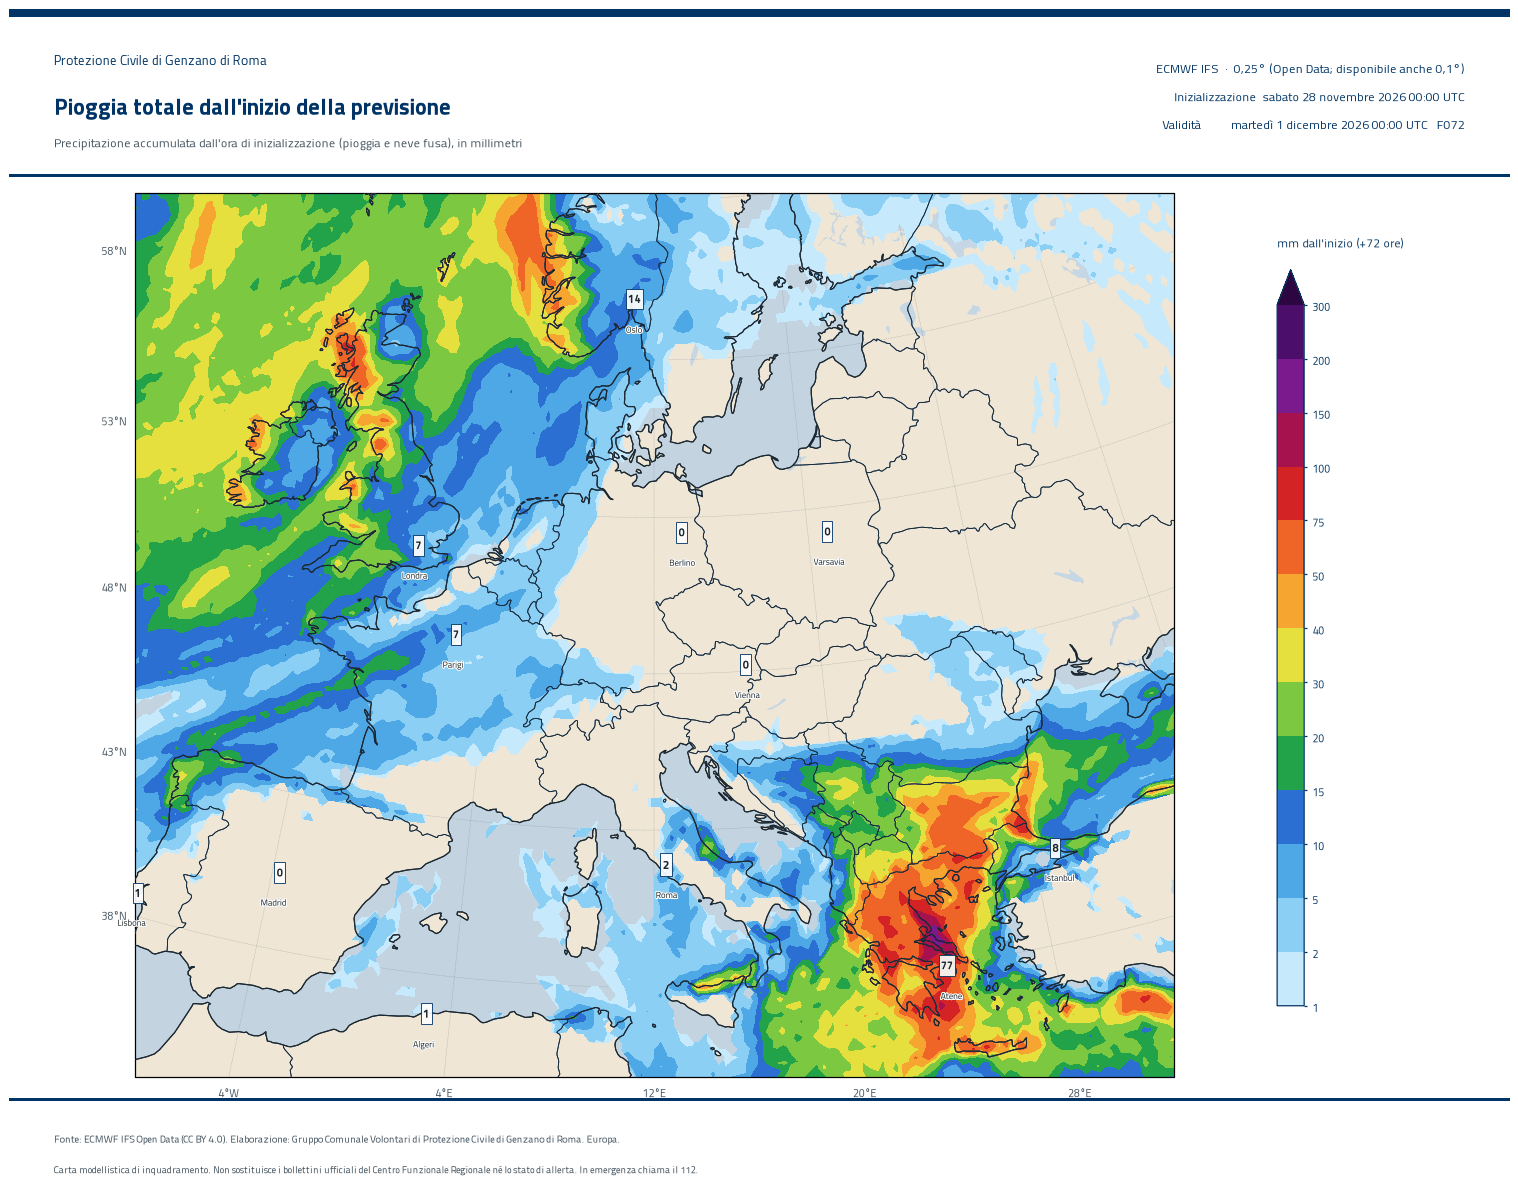 Protezione Civile di Genzano di Roma
Pioggia totale dall'inizio della previsione
Precipitazione accumulata dall'ora di inizializzazione (pioggia e neve fusa), in millimetri
ECMWF IFS · 0,25° (Open Data; disponibile anche 0,1°)
Inizializzazione sabato 28 novembre 2026 00:00 UTC
Validità martedì 1 dicembre 2026 00:00 UTC F072
mm dall'inizio (+72 ore)
300
200
150
100
75
50
40
30
20
15
10
5
2
1
58°N
53°N
48°N
43°N
38°N
14
Oslo
7
Londra
0
Berlino
0
Varsavia
7
Parigi
0
Vienna
0
Madrid
1
Lisbona
2
Roma
8
Istanbul
77
Atene
1
Algeri
4°W
4°E
12°E
20°E
28°E
Fonte: ECMWF IFS Open Data (CC BY 4.0). Elaborazione: Gruppo Comunale Volontari di Protezione Civile di Genzano di Roma. Europa.
Carta modellistica di inquadramento. Non sostituisce i bollettini ufficiali del Centro Funzionale Regionale né lo stato di allerta. In emergenza chiama il 112.